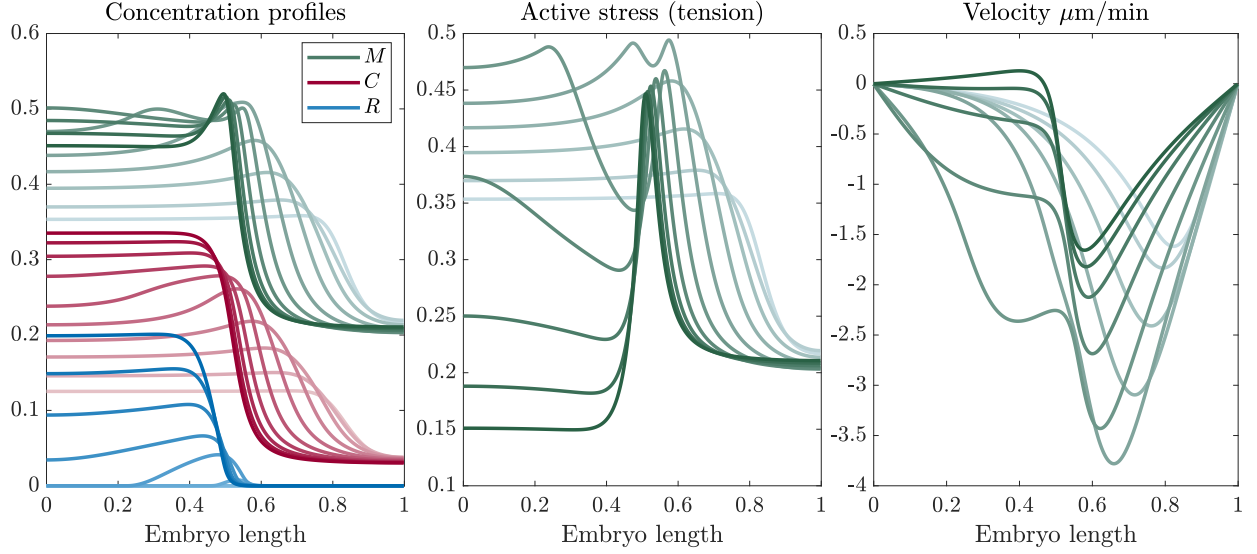 Concentration profiles
0.6
0.5
0.4
0.3
0.2
0.1
0
M
C
R
0 0.2 0.4 0.6 0.8 1
Embryo length
Active stress (tension)
0.5
0.45
0.4
0.35
0.3
0.25
0.2
0.15
0.1
0 0.2 0.4 0.6 0.8 1
Embryo length
Velocity μm/min
0.5
0
-0.5
-1
-1.5
-2
-2.5
-3
-3.5
-4
0 0.2 0.4 0.6 0.8 1
Embryo length